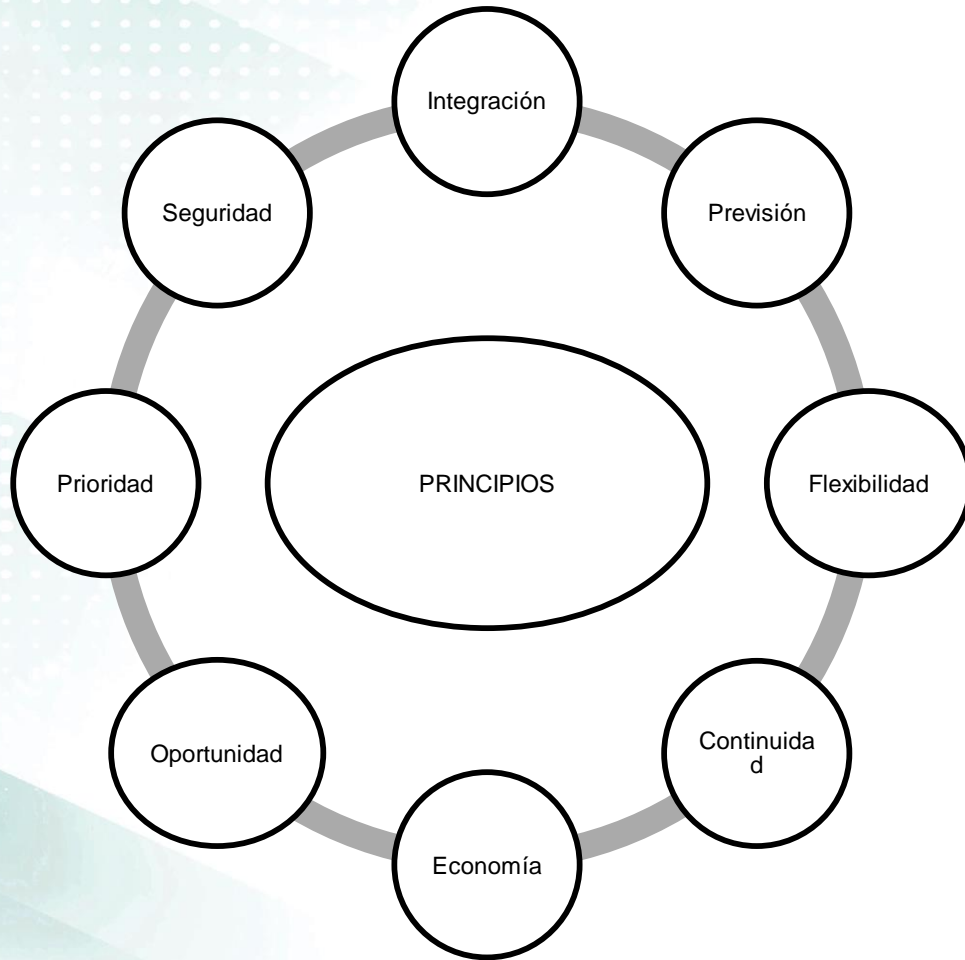 Integración
Seguridad
Previsión
Prioridad
PRINCIPIOS
Flexibilidad
Oportunidad
Continuida
d
Economía